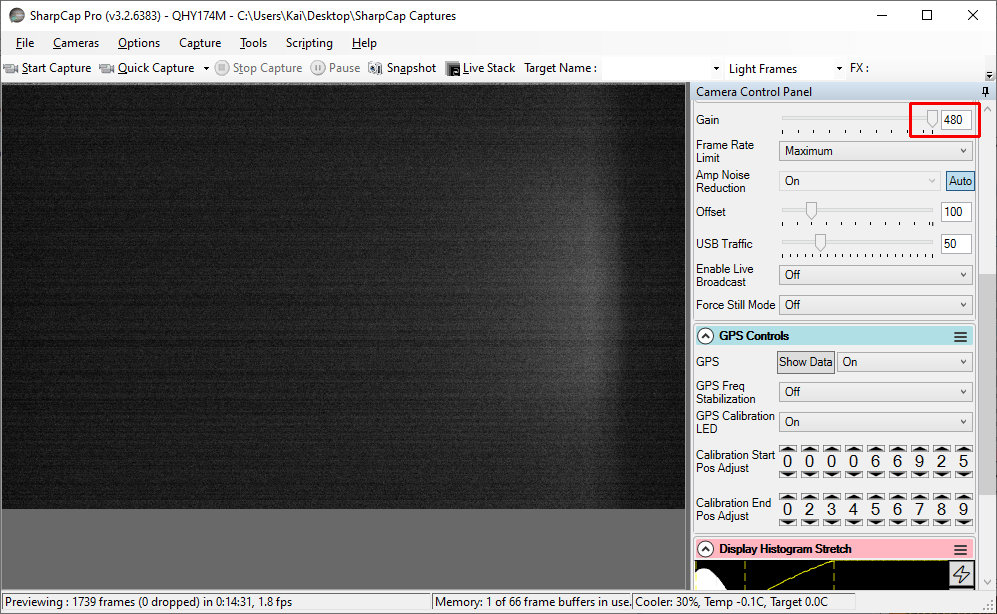 SharpCap Pro (v3.2.6383) - QHY174M - C:\Users\Kai\Desktop\SharpCap Captures
File Cameras Options Capture Tools Scripting Help
Start Capture Quick Capture Stop Capture Pause Snapshot Live Stack Target Name : Light Frames FX :
Camera Control Panel
Gain 480
Frame Rate
Limit
Maximum
Amp Noise
Reduction
On Auto
Offset 100
USB Traffic 50
Enable Live
Broadcast
Off
Force Still Mode Off
GPS Controls
GPS Show Data On
GPS Freq
Stabilization
Off
GPS Calibration
LED
On
Calibration Start
Pos Adjust
0 0 0 0 6 6 9 2 5
Calibration End
Pos Adjust
0 2 3 4 5 6 7 8 9
Display Histogram Stretch
Previewing : 1739 frames (0 dropped) in 0:14:31, 1.8 fps Memory: 1 of 66 frame buffers in use. Cooler: 30%, Temp -0.1C, Target 0.0C